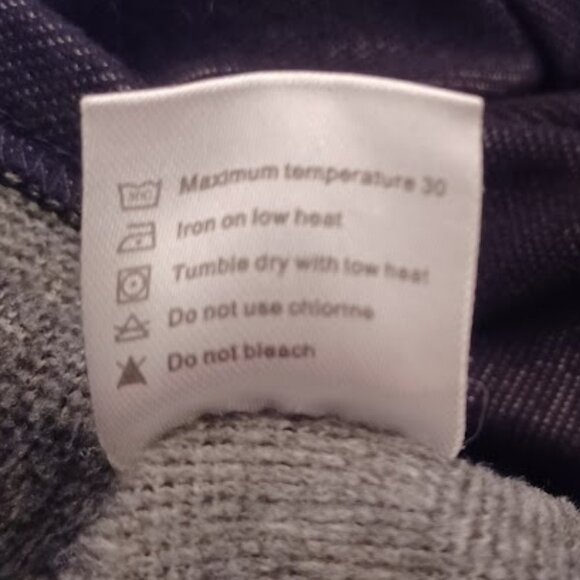 Maximum temperature 30
Iron on low heat
Tumble dry with low heat
Do not use chlorine
Do not bleach